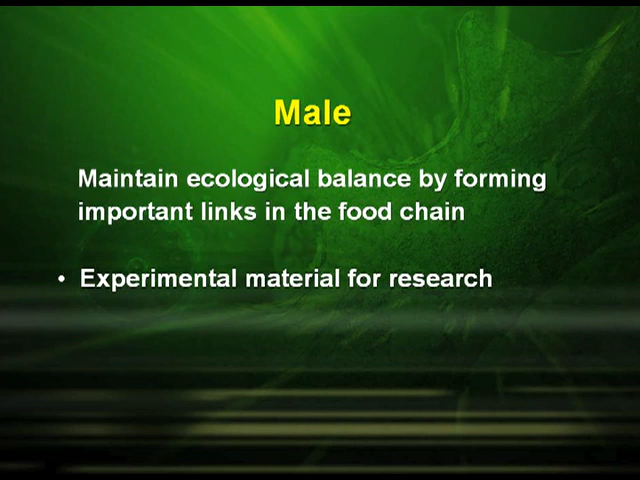 Male
Maintain ecological balance by forming
important links in the food chain
• Experimental material for research